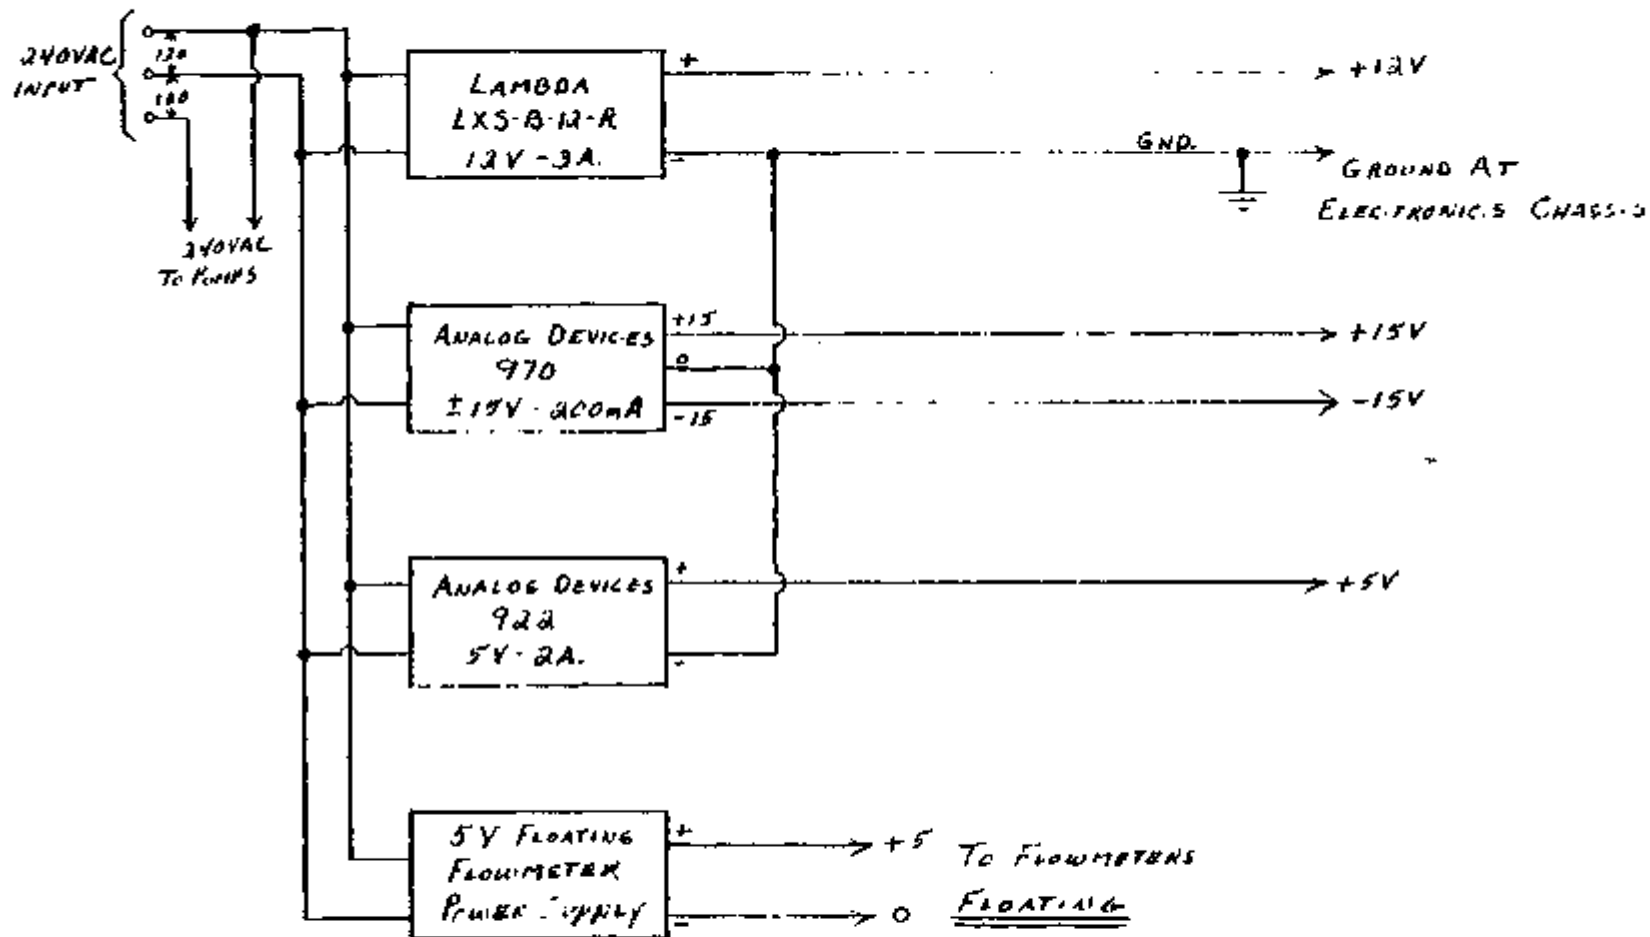 240VAC
INPUT
120
240VAC
TO PUMPS
LAMBDA
LXS-B-12-R
12V-3A.
+
-
+12V
GND.
GROUND AT
ELECTRONICS CHASSIS
ANALOG DEVICES
970
±15V-200mA
+15
0
-15
+15V
-15V
ANALOG DEVICES
922
5V-2A.
+
-
+5V
5V FLOATING
FLOWMETER
POWER SUPPLY
+
-
+5
0
TO FLOWMETERS
FLOATING